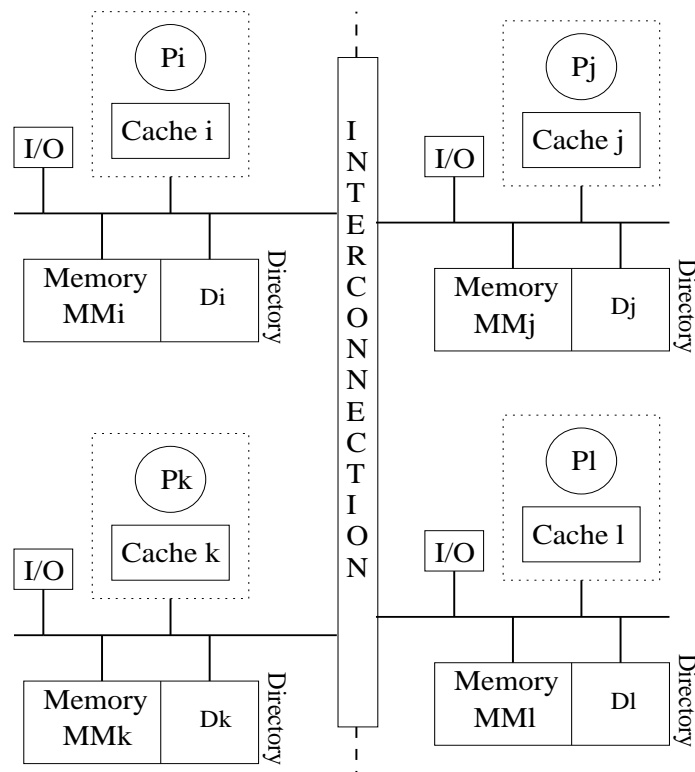 Pi
Cache i
I/O
Memory
MMi
Di
Directory
INTERCONNECTION
Pj
Cache j
I/O
Memory
MMj
Dj
Directory
Pk
Cache k
I/O
Memory
MMk
Dk
Directory
Pl
Cache l
I/O
Memory
MMl
Dl
Directory